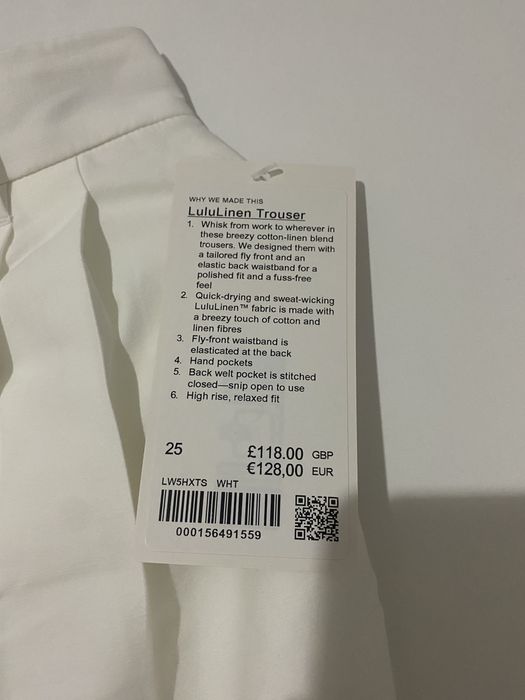 WHY WE MADE THIS
LuluLinen Trouser
1. Whisk from work to wherever in
these breezy cotton-linen blend
trousers. We designed them with
a tailored fly front and an
elastic back waistband for a
polished fit and a fuss-free
feel
2. Quick-drying and sweat-wicking
LuluLinen™ fabric is made with
a breezy touch of cotton and
linen fibres
3. Fly-front waistband is
elasticated at the back
4. Hand pockets
5. Back welt pocket is stitched
closed—snip open to use
6. High rise, relaxed fit
25 £118.00 GBP
€128,00 EUR
LW5HXTS WHT
000156491559